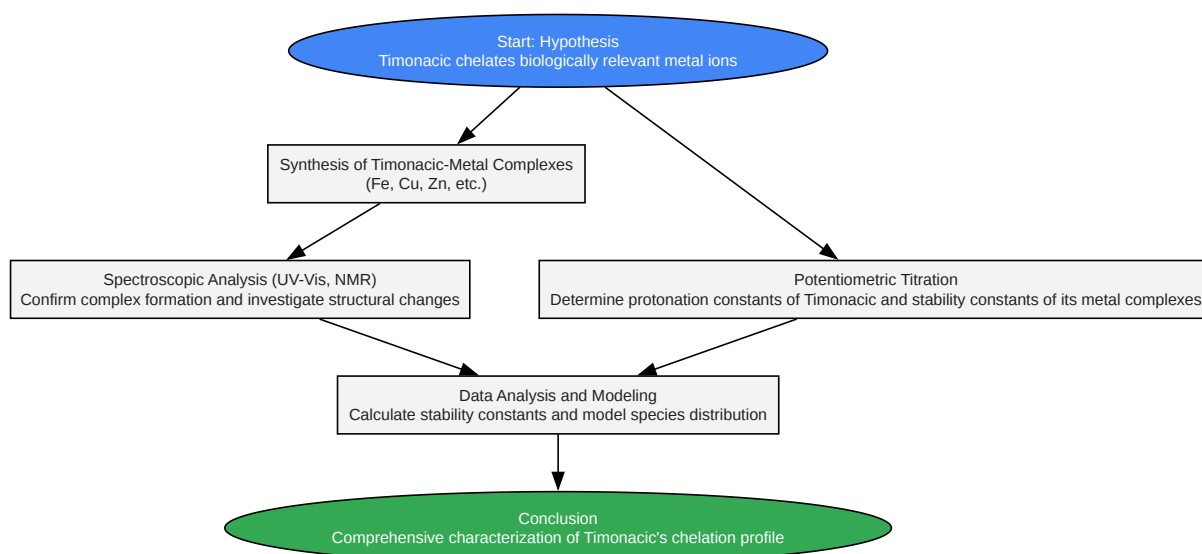 Start: Hypothesis
Timonacic chelates biologically relevant metal ions
Synthesis of Timonacic-Metal Complexes
(Fe, Cu, Zn, etc.)
Spectroscopic Analysis (UV-Vis, NMR)
Confirm complex formation and investigate structural changes
Potentiometric Titration
Determine protonation constants of Timonacic and stability constants of its metal complexes
Data Analysis and Modeling
Calculate stability constants and model species distribution
Conclusion
Comprehensive characterization of Timonacic's chelation profile